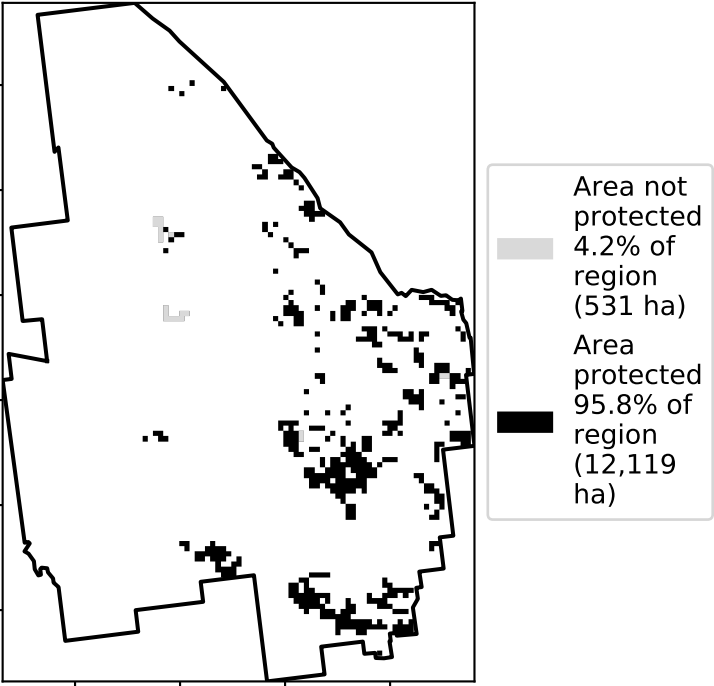 Area not
protected
4.2% of
region
(531 ha)
Area
protected
95.8% of
region
(12,119
ha)